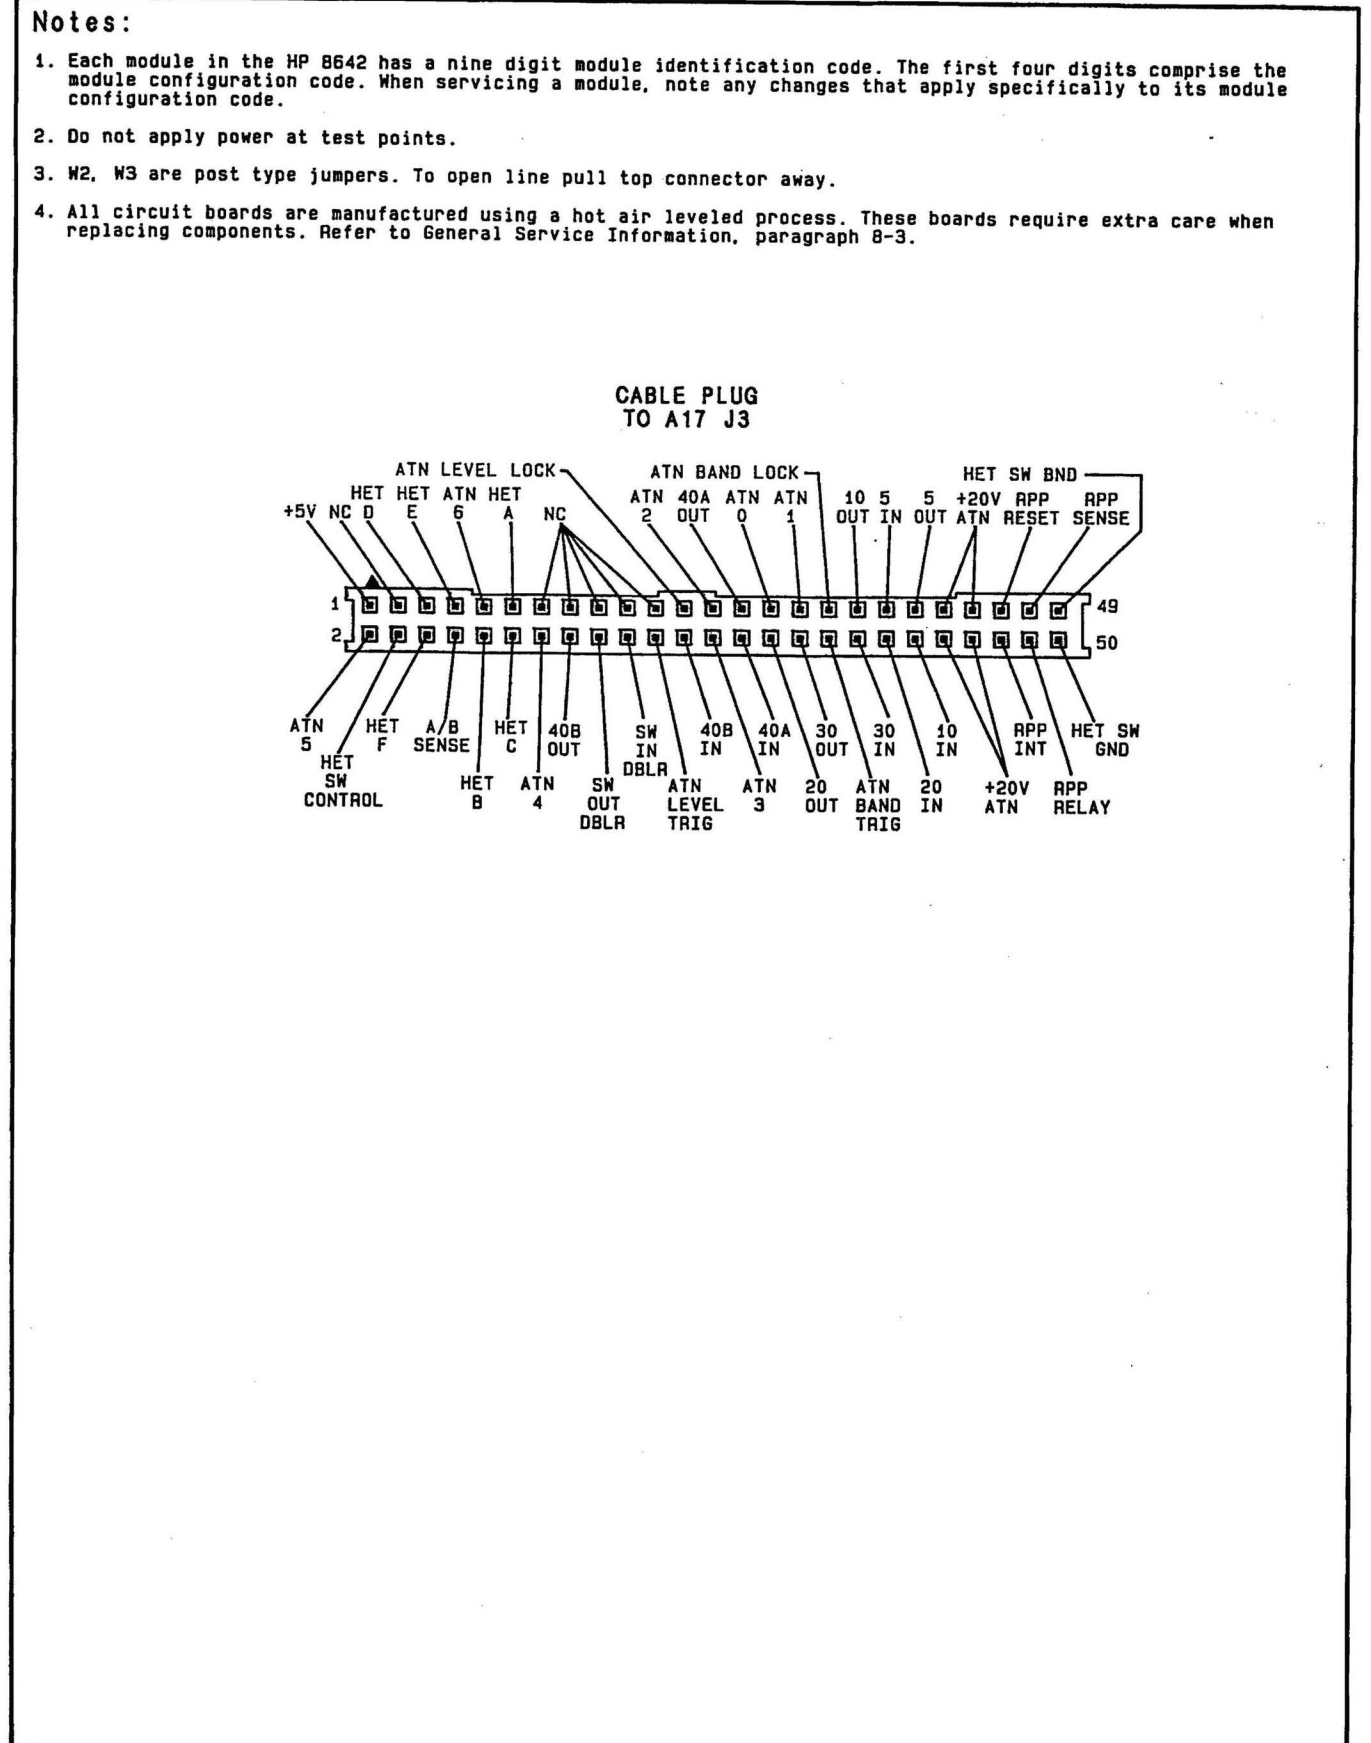 Notes:
1. Each module in the HP 8642 has a nine digit module identification code. The first four digits comprise the
module configuration code. When servicing a module, note any changes that apply specifically to its module
configuration code.
2. Do not apply power at test points.
3. W2, W3 are post type jumpers. To open line pull top connector away.
4. All circuit boards are manufactured using a hot air leveled process. These boards require extra care when
replacing components. Refer to General Service Information, paragraph 8-3.
CABLE PLUG
TO A17 J3
ATN LEVEL LOCK ATN BAND LOCK HET SW BND
HET HET ATN HET ATN 40A ATN ATN 10 5 5 +20V RPP RPP
+5V NC D E 6 A NC 2 OUT 0 1 OUT IN OUT ATN RESET SENSE
1 49
2 50
ATN HET A/B HET 40B SW 40B 40A 30 30 10 RPP HET SW
5 F SENSE C OUT IN IN IN OUT IN IN INT GND
HET DBLR
SW HET ATN SW ATN ATN 20 ATN 20 +20V RPP
CONTROL B 4 OUT LEVEL 3 OUT BAND IN ATN RELAY
DBLR TRIG TRIG